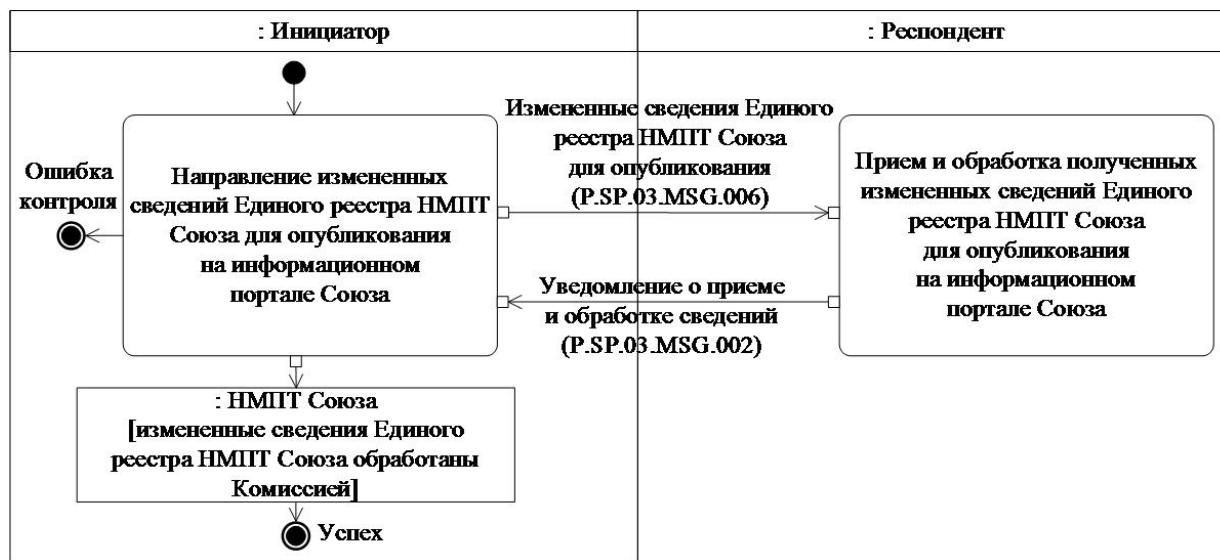 : Инициатор
: Респондент
Ошибка
контроля
Направление измененных
сведений Единого реестра НМПТ
Союза для опубликования
на информационном
портале Союза
Измененные сведения Единого
реестра НМПТ Союза
для опубликования
(P.SP.03.MSG.006)
Уведомление о приеме
и обработке сведений
(P.SP.03.MSG.002)
Прием и обработка полученных
измененных сведений Единого
реестра НМПТ Союза
для опубликования
на информационном
портале Союза
: НМПТ Союза
[измененные сведения Единого
реестра НМПТ Союза обработаны
Комиссией]
Успех